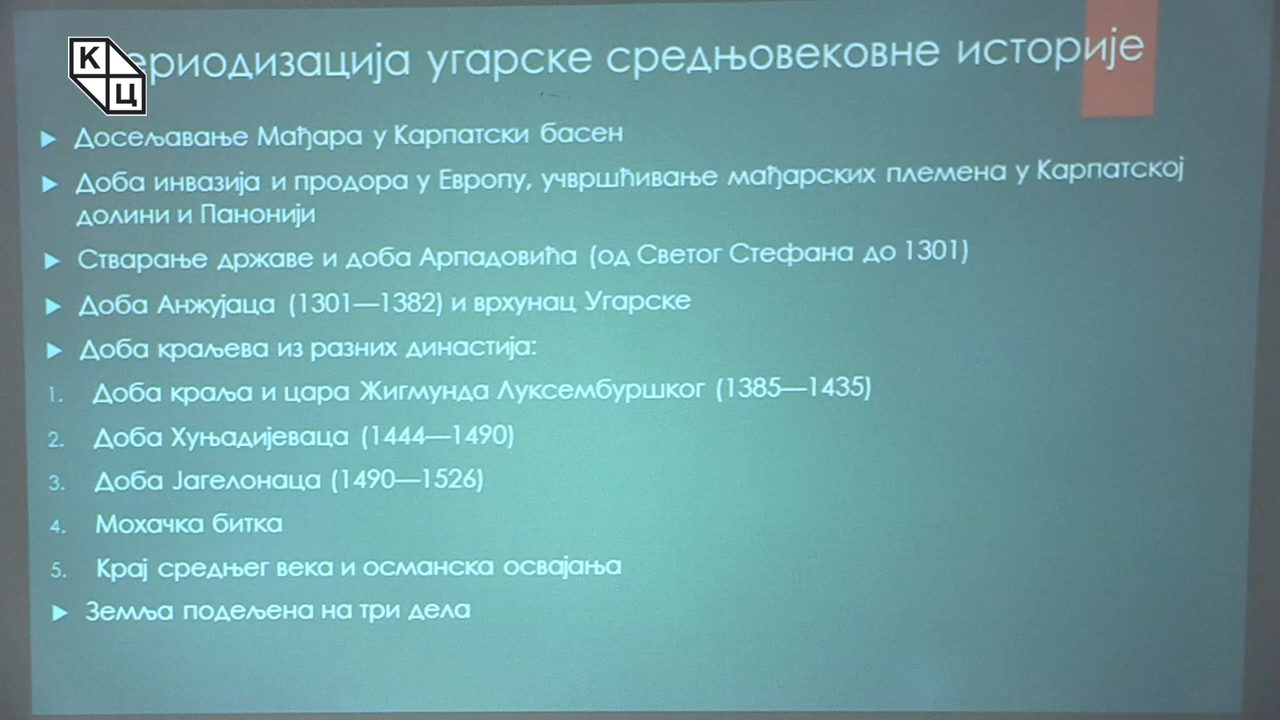 К Ц
ериодизација угарске средњовековне историје
Досељавање Мађара у Карпатски басен
Доба инвазија и продора у Европу, учвршћивање мађарских племена у Карпатској
долини и Панонији
Стварање државе и доба Арпадовића (од Светог Стефана до 1301)
Доба Анжујаца (1301—1382) и врхунац Угарске
Доба краљева из разних династија:
1. Доба краља и цара Жигмунда Луксембуршког (1385—1435)
2. Доба Хуњадијеваца (1444—1490)
3. Доба Јагелонаца (1490—1526)
4. Мохачка битка
5. Крај средњег века и османска освајања
Земља подељена на три дела